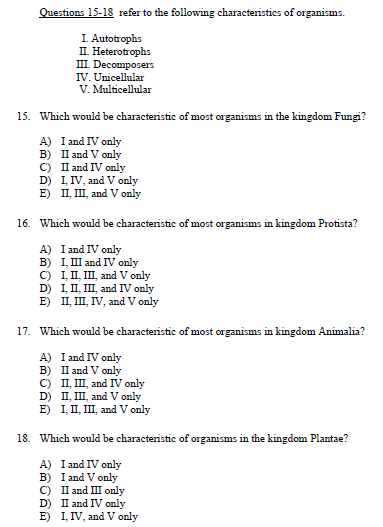 Questions 15-18 refer to the following characteristics of organisms.
I. Autotrophs
II. Heterotrophs
III. Decomposers
IV. Unicellular
V. Multicellular
15. Which would be characteristic of most organisms in the kingdom Fungi?
A) I and IV only
B) II and V only
C) II and IV only
D) I, IV, and V only
E) II, III, and V only
16. Which would be characteristic of most organisms in kingdom Protista?
A) I and IV only
B) I, III and IV only
C) I, II, III, and V only
D) I, II, III, and IV only
E) II, III, IV, and V only
17. Which would be characteristic of most organisms in kingdom Animalia?
A) I and IV only
B) II and V only
C) II, III, and IV only
D) II, III, and V only
E) I, II, III, and V only
18. Which would be characteristic of organisms in the kingdom Plantae?
A) I and IV only
B) I and V only
C) II and III only
D) II and IV only
E) I, IV, and V only